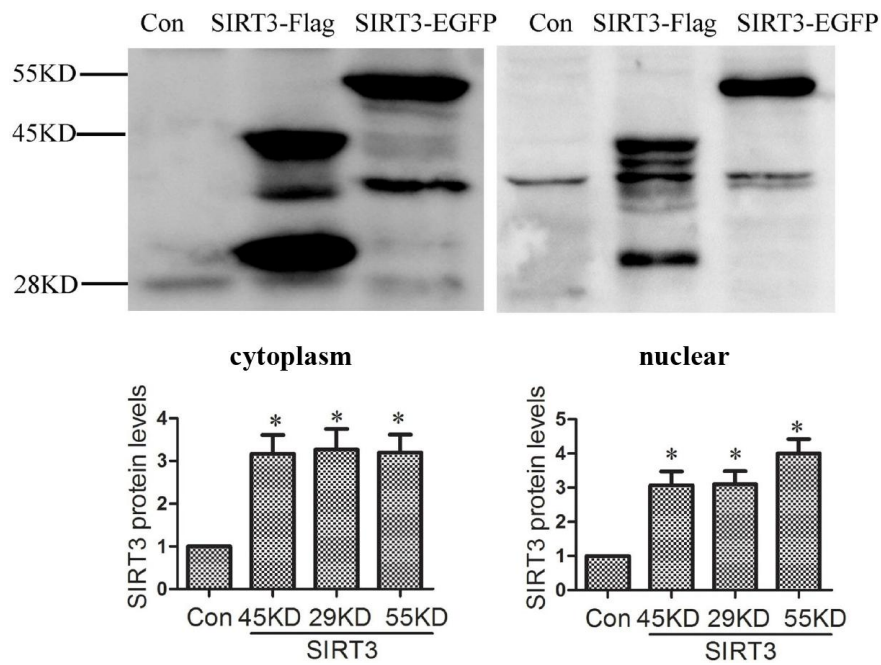 Con SIRT3-Flag SIRT3-EGFP
Con SIRT3-Flag SIRT3-EGFP
55KD
45KD
28KD
cytoplasm
nuclear
SIRT3 protein levels
4
3
2
1
0
Con 45KD 29KD 55KD
SIRT3
* * *
SIRT3 protein levels
5
4
3
2
1
0
Con 45KD 29KD 55KD
SIRT3
* * *